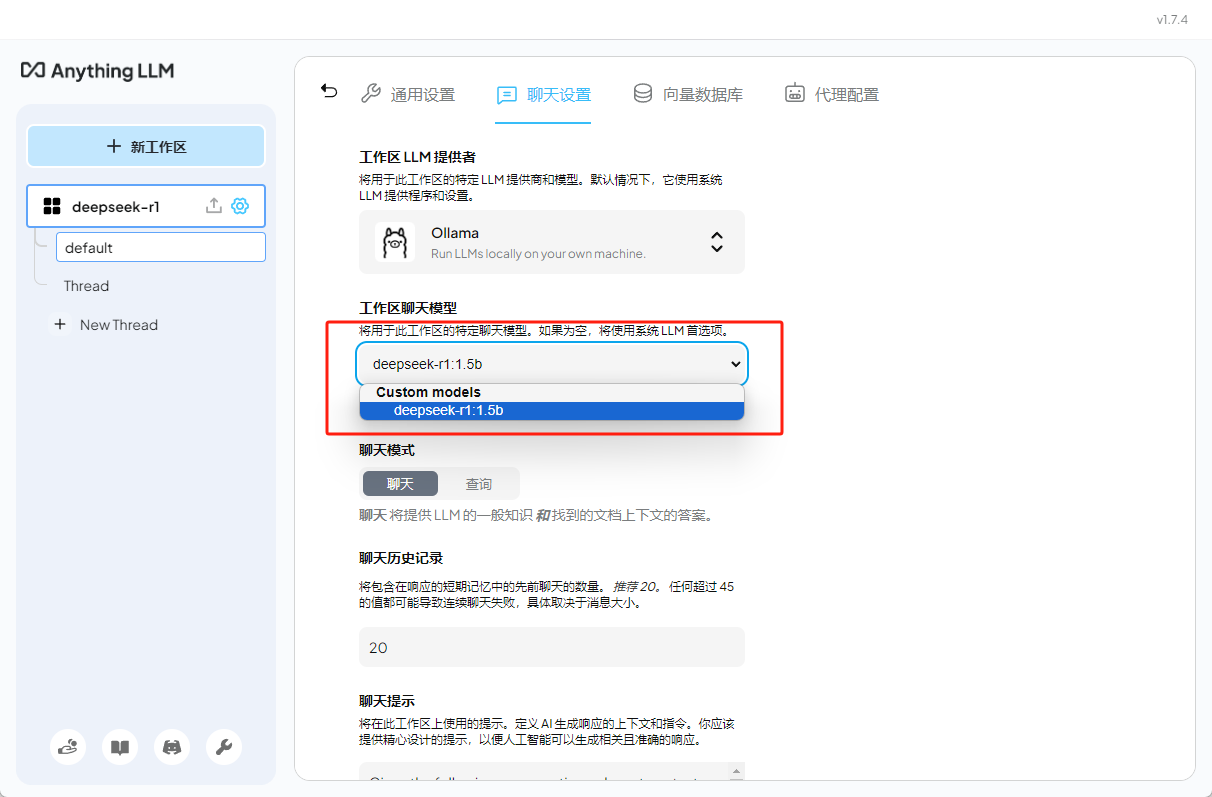 v1.7.4
Anything LLM
新工作区
deepseek-r1
default
Thread
New Thread
通用设置
聊天设置
向量数据库
代理配置
工作区 LLM 提供者
将用于此工作区的特定 LLM 提供商和模型。默认情况下，它使用系统
LLM 提供程序和设置。
Ollama
Run LLMs locally on your own machine.
工作区聊天模型
将用于此工作区的特定聊天模型。如果为空，将使用系统 LLM 首选项。
deepseek-r1:1.5b
Custom models
deepseek-r1:1.5b
聊天模式
聊天
查询
聊天 将提供 LLM 的一般知识 和 找到的文档上下文的答案。
聊天历史记录
将包含在响应的短期记忆中的先前聊天的数量。 推荐 20。 任何超过 45
的值都可能导致连续聊天失败，具体取决于消息大小。
20
聊天提示
将在此工作区上使用的提示。定义 AI 生成响应的上下文和指令。你应该
提供精心设计的提示，以便人工智能可以生成相关且准确的响应。